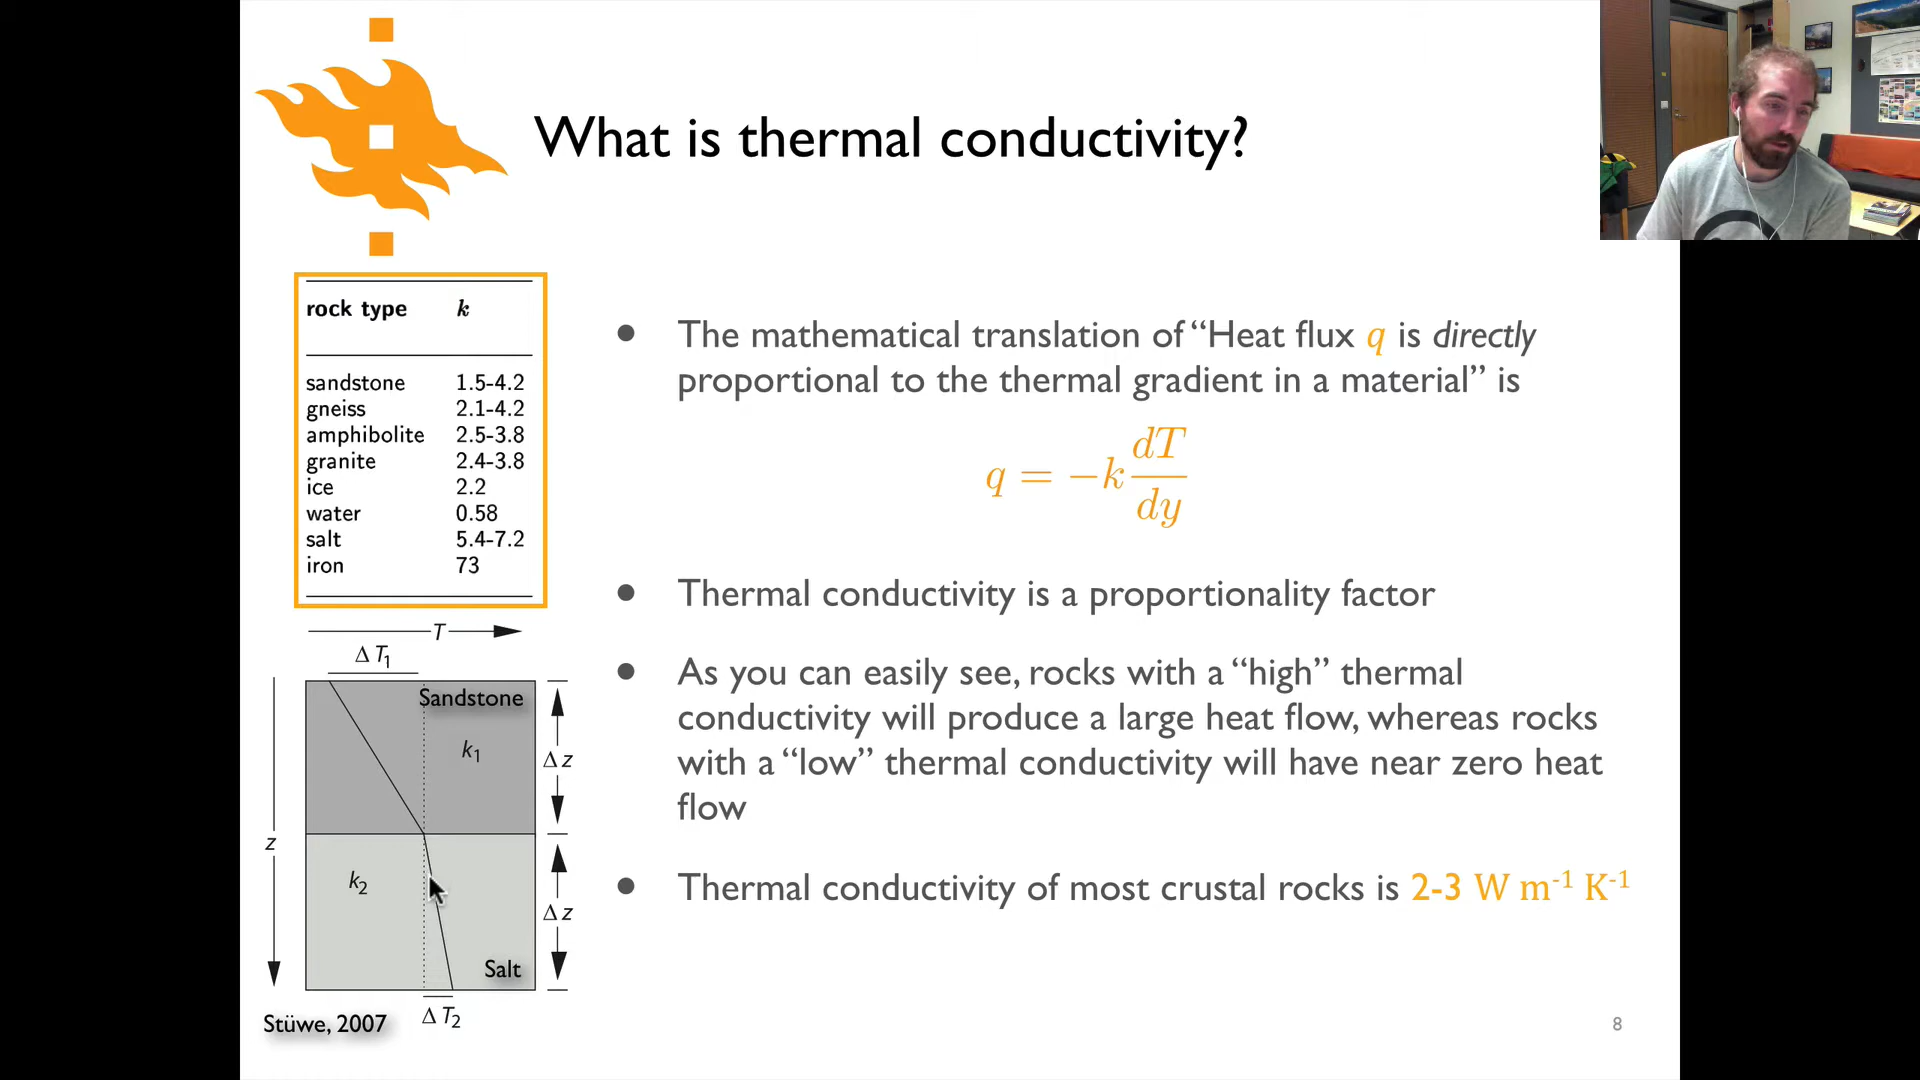 What is thermal conductivity?
rock type k
sandstone 1.5-4.2
gneiss 2.1-4.2
amphibolite 2.5-3.8
granite 2.4-3.8
ice 2.2
water 0.58
salt 5.4-7.2
iron 73
T
Δ T₁
Sandstone
k₁
Δ z
z
k₂
Δ z
Salt
Δ T₂
Stüwe, 2007
● The mathematical translation of “Heat flux q is directly
proportional to the thermal gradient in a material” is
q = −k dT/dy
● Thermal conductivity is a proportionality factor
● As you can easily see, rocks with a “high” thermal
conductivity will produce a large heat flow, whereas rocks
with a “low” thermal conductivity will have near zero heat
flow
● Thermal conductivity of most crustal rocks is 2-3 W m⁻¹ K⁻¹
8